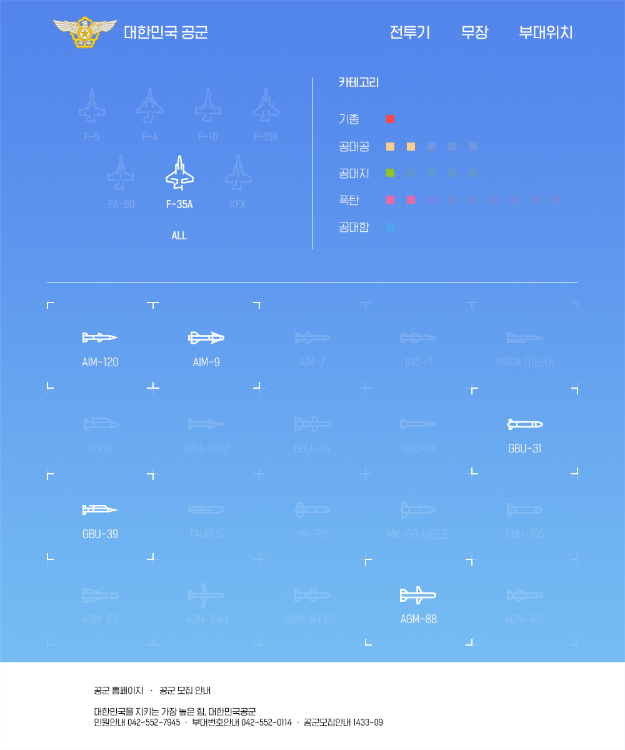 대한민국 공군
전투기 무장 부대위치
카테고리
F-5 F-4 F-16 F-15K
FA-50 F-35A KFX
ALL
기종
공대공
공대지
폭탄
공대함
AIM-120 AIM-9 AIM-7 IRIS-T MBDA 미티어
KGGB GBU-10/12 GBU-24 GBU-28 GBU-31
GBU-39 TAURUS MK-20 MK-80 시리즈 CBU-105
AGM-65 AGM-84H AGM-84 G/L AGM-88 AGM-142
공군 홈페이지 · 공군 모집 안내
대한민국을 지키는 가장 높은 힘, 대한민국공군
민원안내 042-552-7945 · 부대번호안내 042-552-0114 · 공군모집안내 1433-09